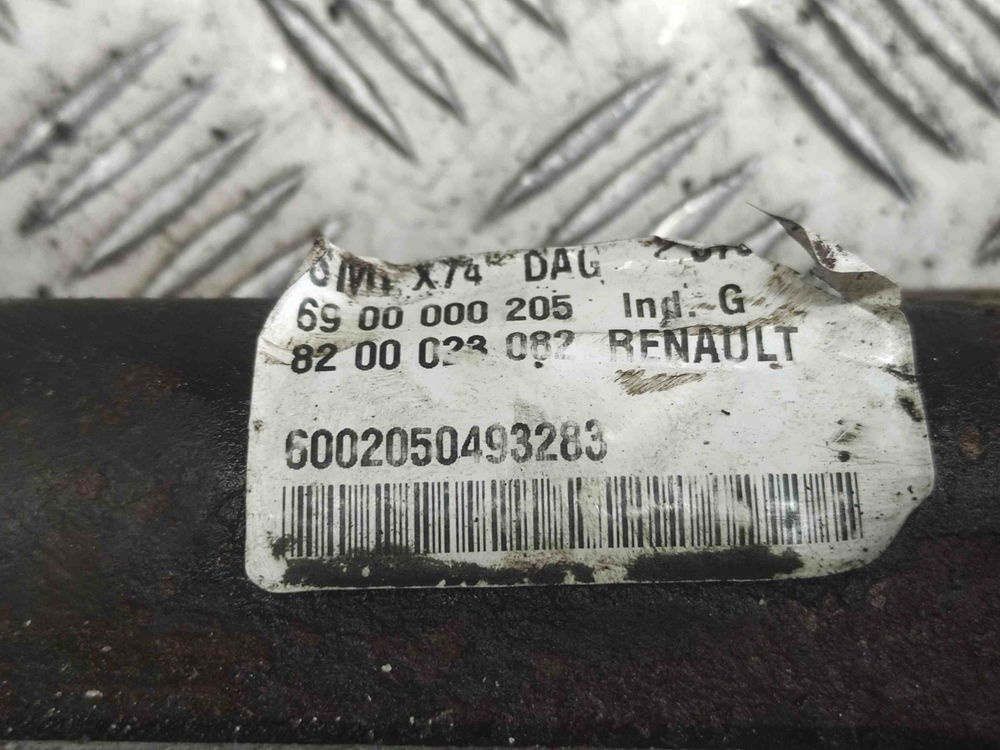 X74 DAG
69 00 000 205 Ind. G
82 00 023 082 RENAULT
6002050493283